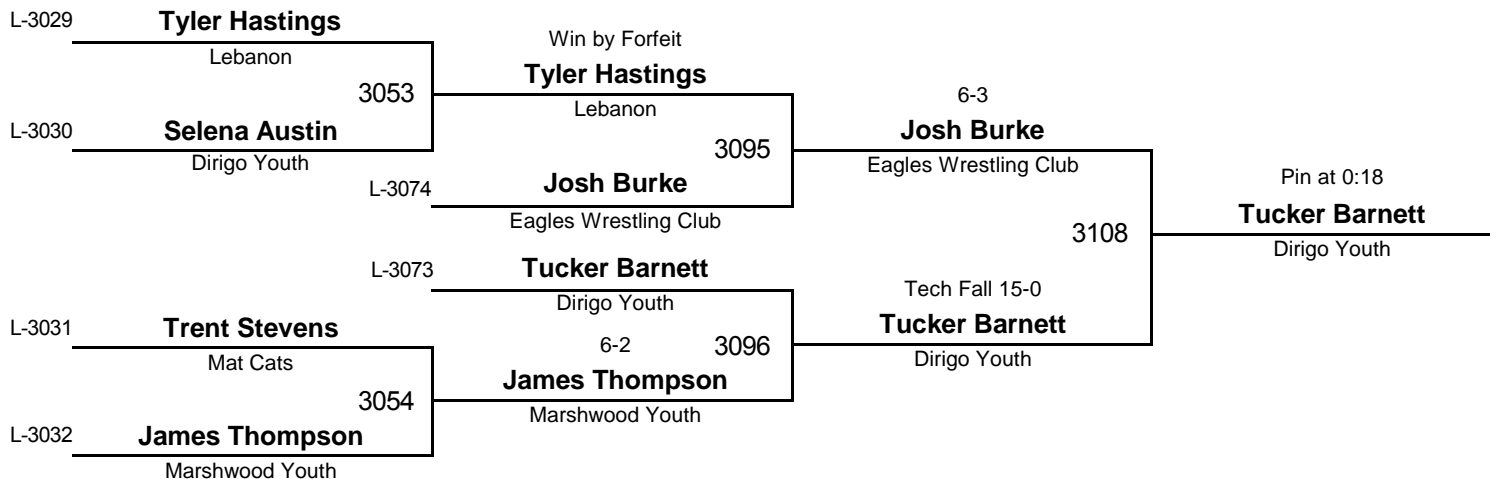 L-3029
Tyler Hastings
Lebanon
3053
L-3030
Selena Austin
Dirigo Youth
Win by Forfeit
Tyler Hastings
Lebanon
3095
L-3074
Josh Burke
Eagles Wrestling Club
6-3
Josh Burke
Eagles Wrestling Club
3108
Pin at 0:18
Tucker Barnett
Dirigo Youth
L-3073
Tucker Barnett
Dirigo Youth
3096
Tech Fall 15-0
Tucker Barnett
Dirigo Youth
L-3031
Trent Stevens
Mat Cats
3054
6-2
James Thompson
Marshwood Youth
L-3032
James Thompson
Marshwood Youth